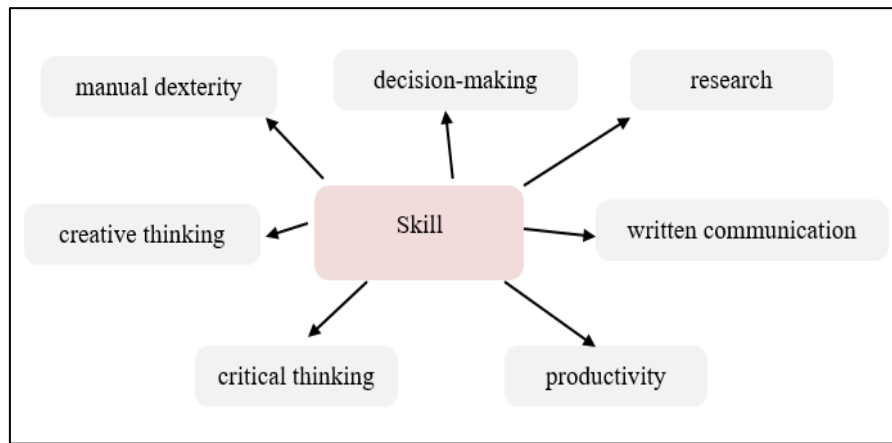 manual dexterity
decision-making
research
creative thinking
Skill
written communication
critical thinking
productivity